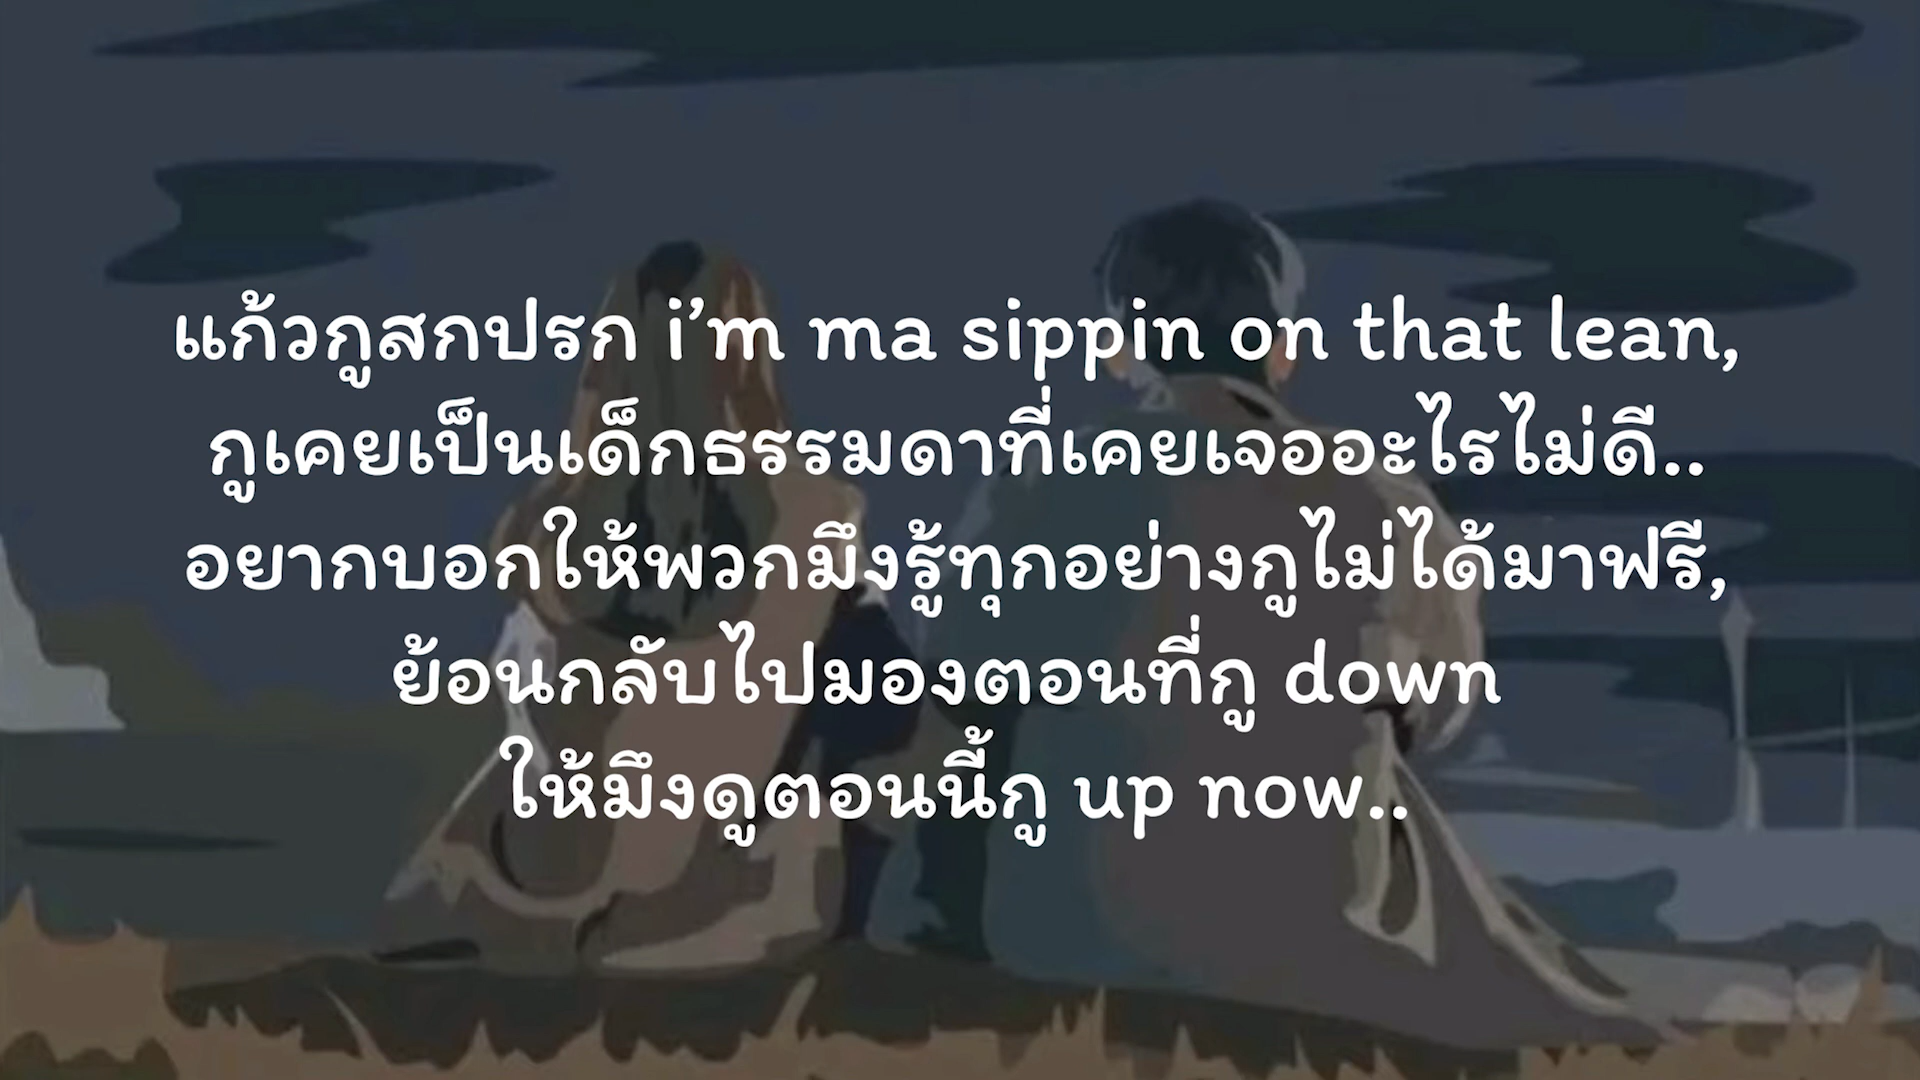 แก้วกูสกปรก i’m ma sippin on that lean,
กูเคยเป็นเด็กธรรมดาที่เคยเจออะไรไม่ดี..
อยากบอกให้พวกมึงรู้ทุกอย่างกูไม่ได้มาฟรี,
ย้อนกลับไปมองตอนที่กู down
ให้มึงดูตอนนี้กู up now..